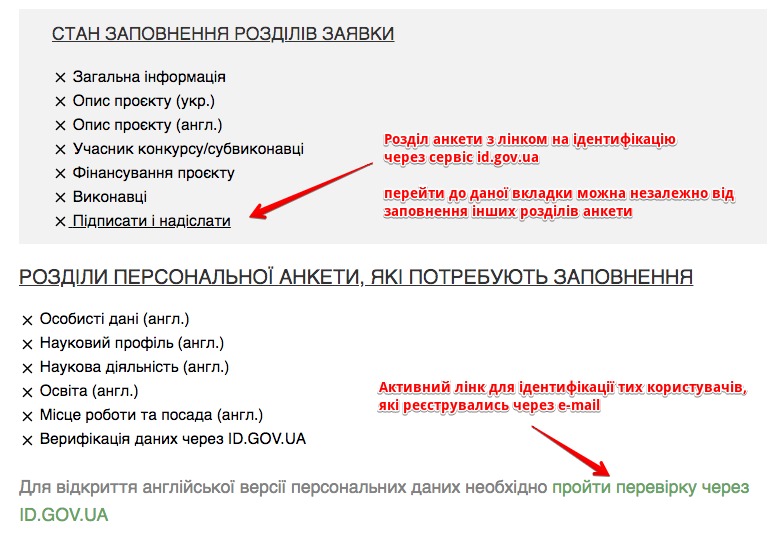 СТАН ЗАПОВНЕННЯ РОЗДІЛІВ ЗАЯВКИ
× Загальна інформація
× Опис проєкту (укр.)
× Опис проєкту (англ.)
× Учасник конкурсу/субвиконавці
× Фінансування проєкту
× Виконавці
× Підписати і надіслати
Розділ анкети з лінком на ідентифікацію
через сервіс id.gov.ua
перейти до даної вкладки можна незалежно від
заповнення інших розділів анкети
РОЗДІЛИ ПЕРСОНАЛЬНОЇ АНКЕТИ, ЯКІ ПОТРЕБУЮТЬ ЗАПОВНЕННЯ
× Особисті дані (англ.)
× Науковий профіль (англ.)
× Наукова діяльність (англ.)
× Освіта (англ.)
× Місце роботи та посада (англ.)
× Верифікація даних через ID.GOV.UA
Активний лінк для ідентифікації тих користувачів,
які реєструвались через e-mail
Для відкриття англійської версії персональних даних необхідно пройти перевірку через
ID.GOV.UA